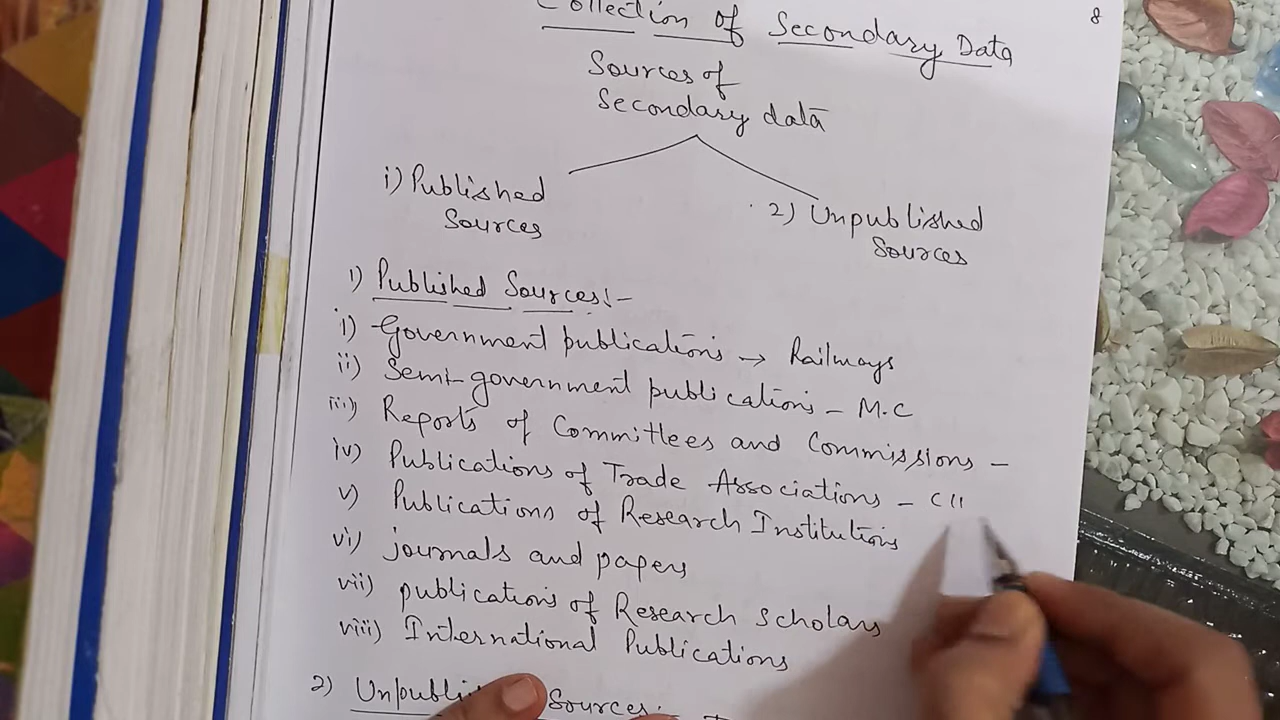 8
Collection of Secondary Data
Sources of
Secondary data
i) Published
Sources
2) Unpublished
Sources
1) Published Sources:-
i) Government publications → Railways
ii) Semi-government publications - M.C
iii) Reports of Committees and Commissions -
iv) Publications of Trade Associations - CII
v) Publications of Research Institutions
vi) journals and papers
vii) publications of Research scholars
viii) International Publications
2) Unpubli Sources: